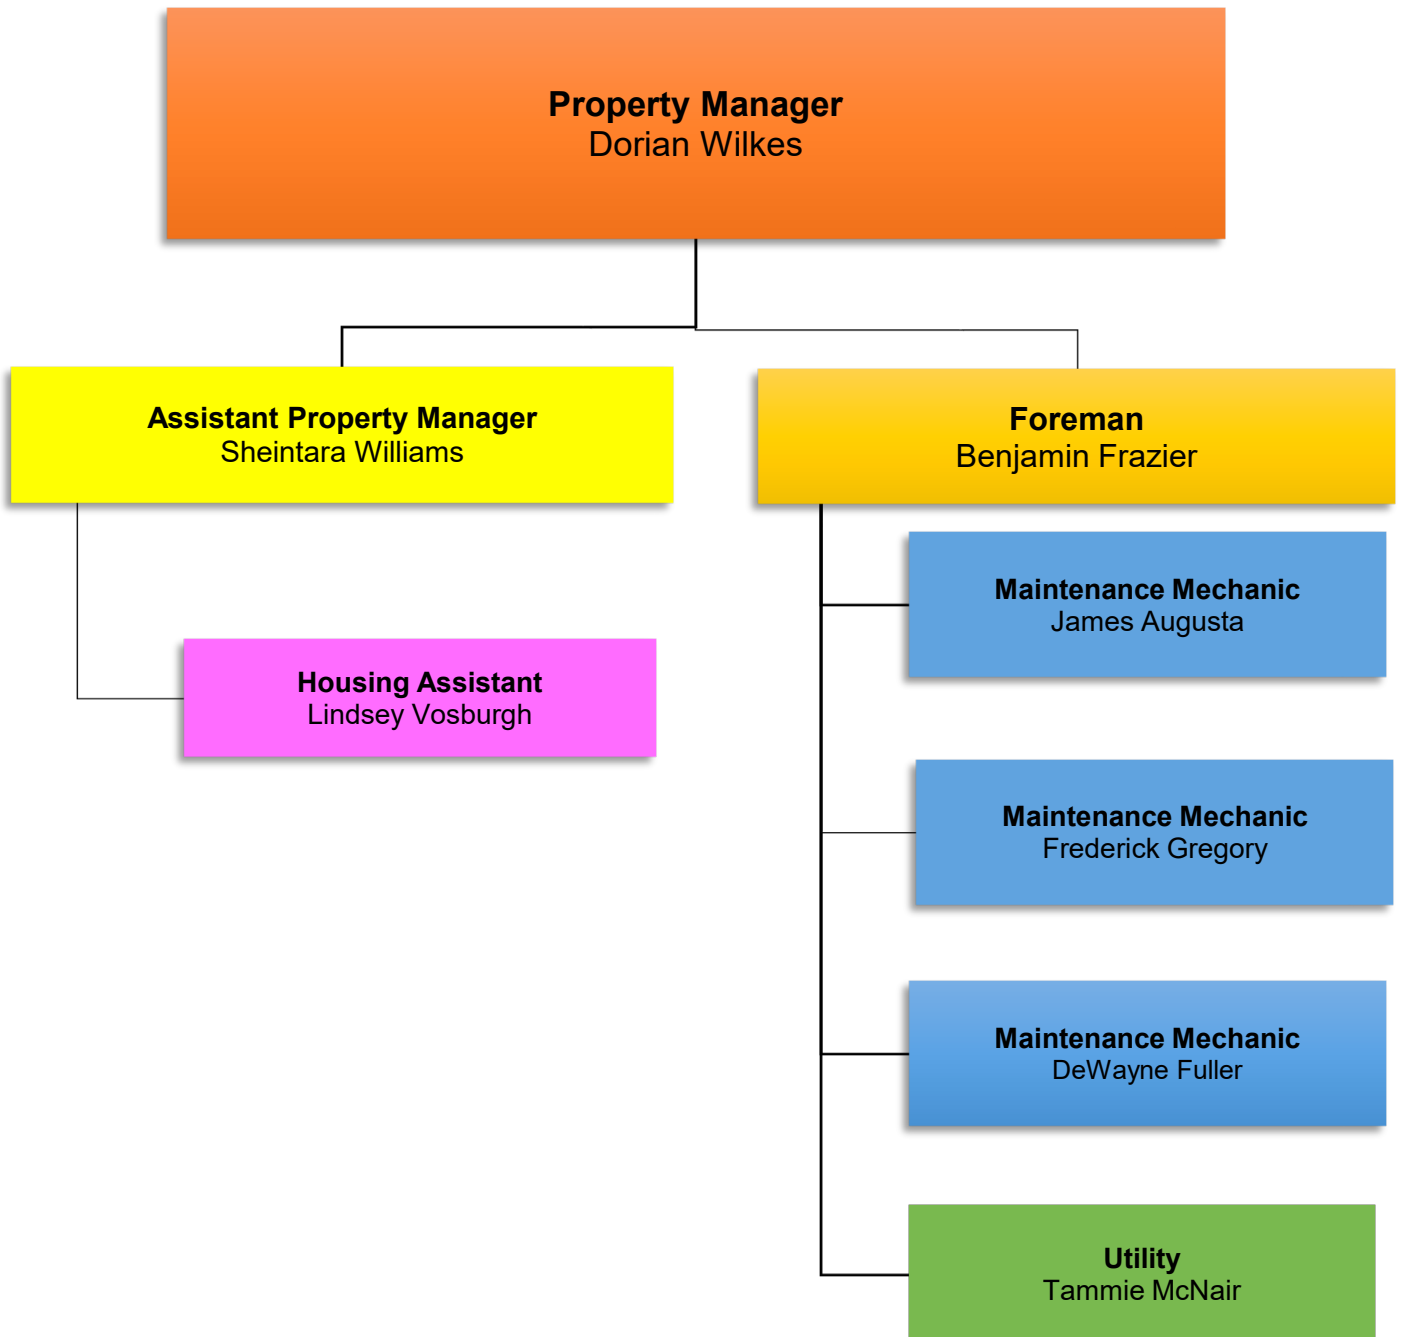 Property Manager
Dorian Wilkes
Assistant Property Manager
Sheintara Williams
Foreman
Benjamin Frazier
Maintenance Mechanic
James Augusta
Housing Assistant
Lindsey Vosburgh
Maintenance Mechanic
Frederick Gregory
Maintenance Mechanic
DeWayne Fuller
Utility
Tammie McNair